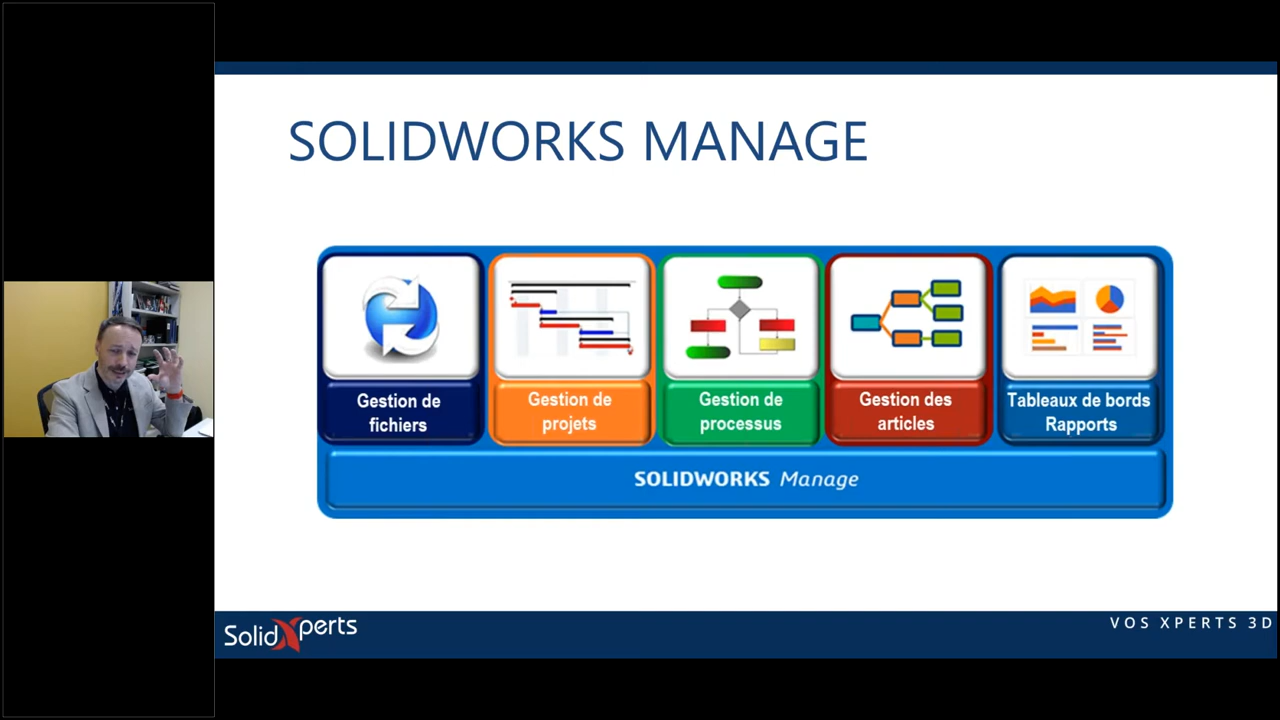 SOLIDWORKS MANAGE
Gestion de
fichiers
Gestion de
projets
Gestion de
processus
Gestion des
articles
Tableaux de bords
Rapports
SOLIDWORKS Manage
SolidXperts
VOS XPERTS 3D